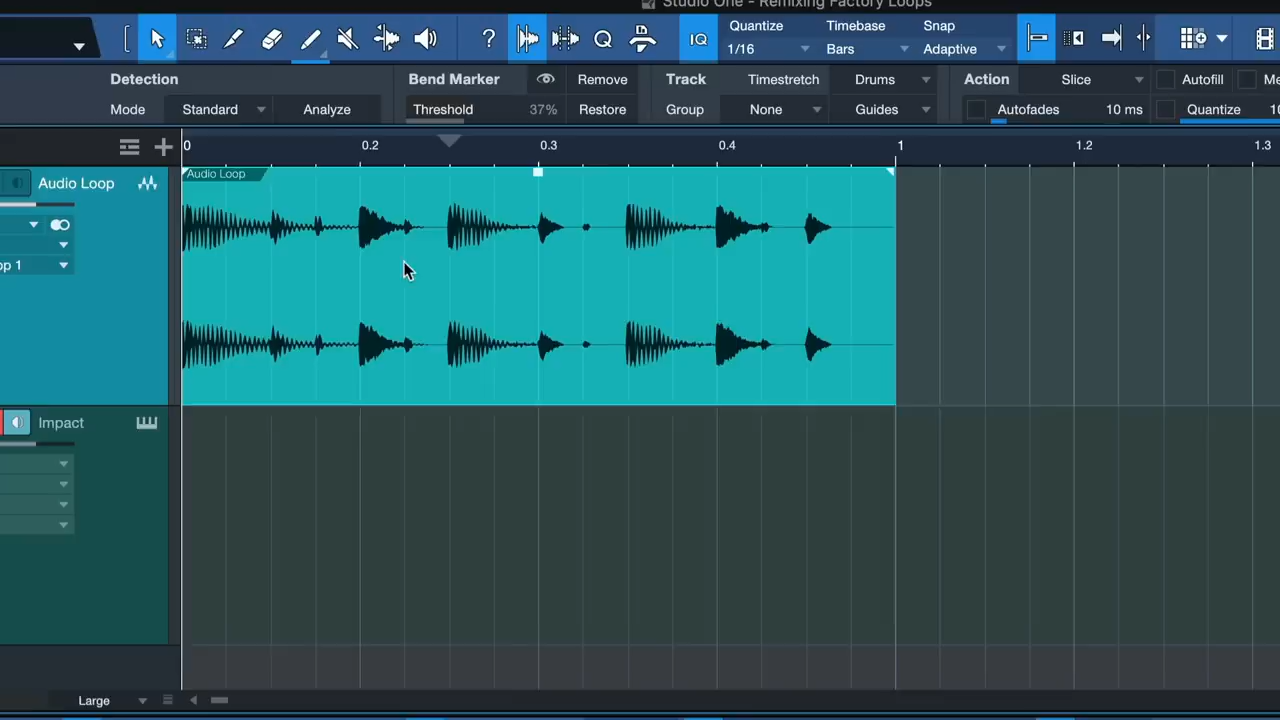 Studio One - Remixing Factory Loops
Quantize Timebase Snap
IQ 1/16 Bars Adaptive
Detection Bend Marker Remove Track Timestretch Drums Action Slice Autofill
Mode Standard Analyze Threshold 37% Restore Group None Guides Autofades 10 ms Quantize
0 0.2 0.3 0.4 1 1.2 1.3
Audio Loop
Audio Loop
op 1
Impact
Large